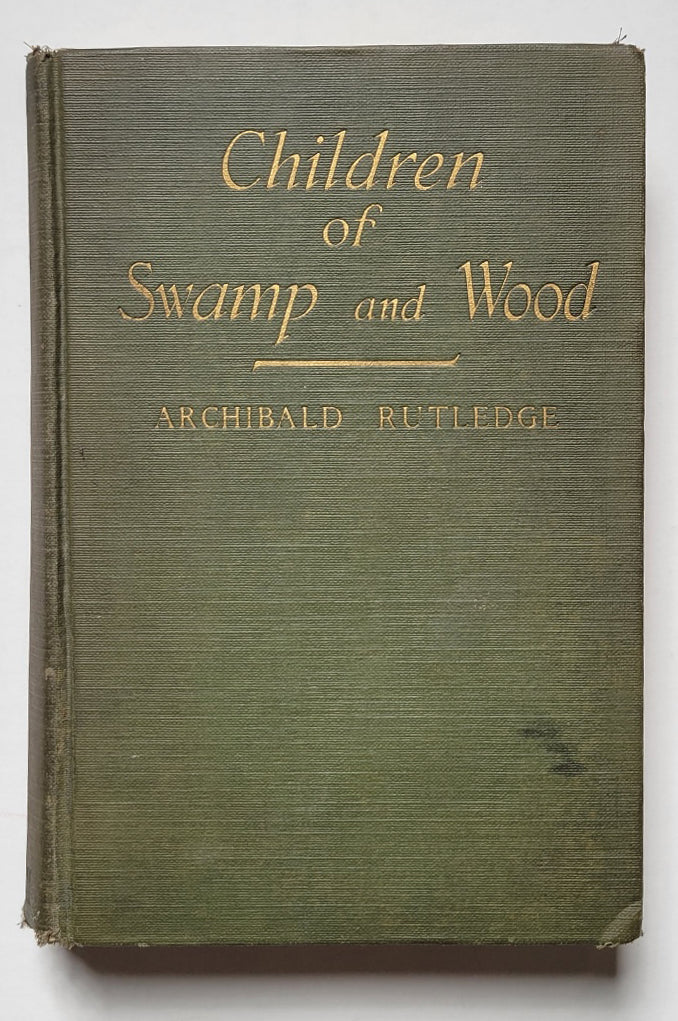 Children
of
Swamp and Wood
ARCHIBALD RUTLEDGE